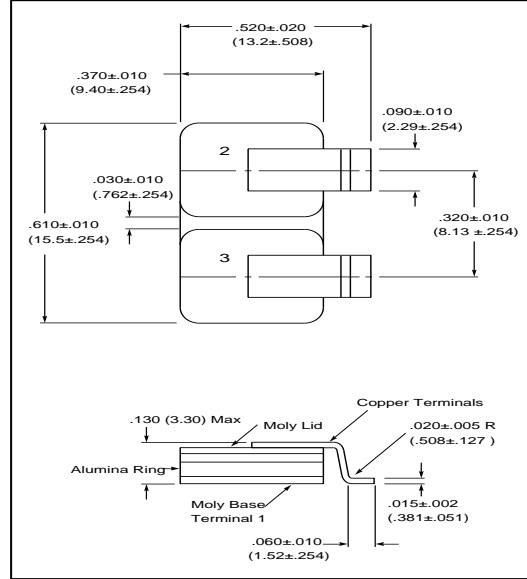 .520±.020
(13.2±.508)
.370±.010
(9.40±.254)
.090±.010
(2.29±.254)
2
.030±.010
(.762±.254)
.610±.010
(15.5±.254)
.320±.010
(8.13 ±.254)
3
Copper Terminals
.130 (3.30) Max
Moly Lid
.020±.005 R
(.508±.127 )
Alumina Ring
Moly Base
Terminal 1
.015±.002
(.381±.051)
.060±.010
(1.52±.254)